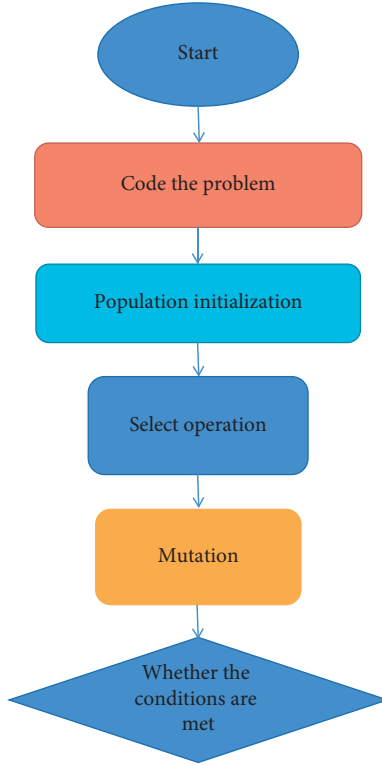 Start
Code the problem
Population initialization
Select operation
Mutation
Whether the
conditions are
met